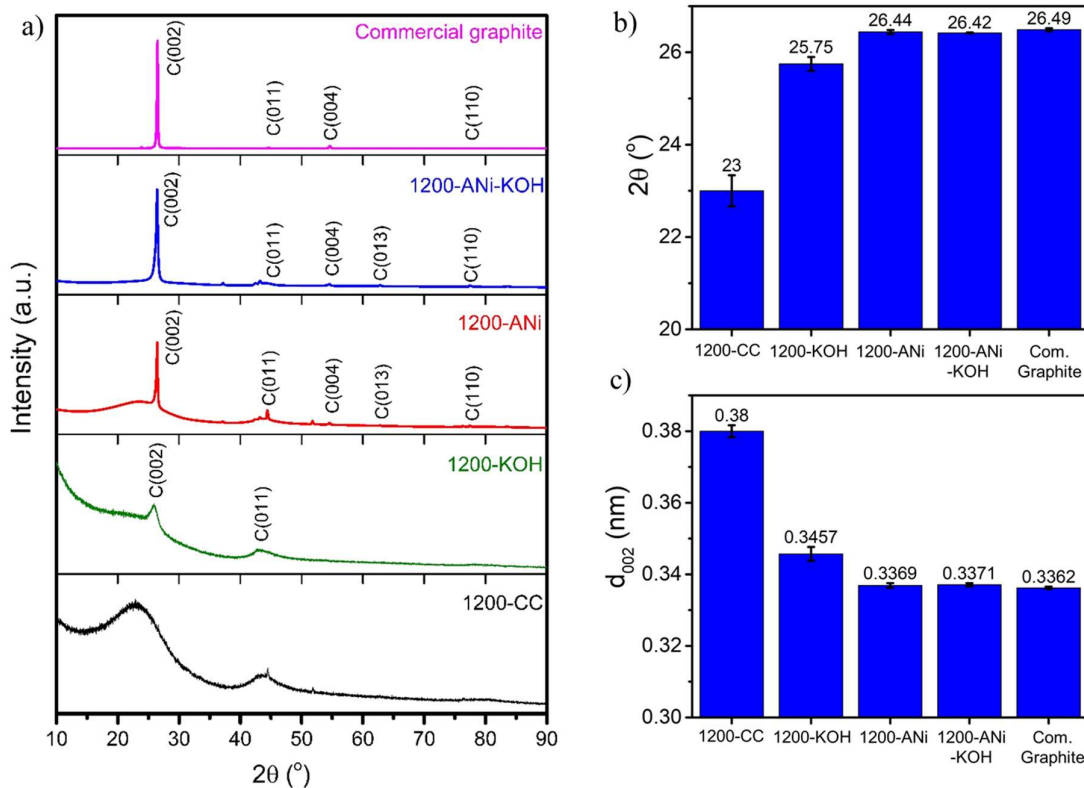 a)
Commercial graphite
C(002)
C(011)
C(004)
C(110)
1200-ANi-KOH
C(002)
C(011)
C(004)
C(013)
C(110)
1200-ANi
C(002)
C(011)
C(004)
C(013)
C(110)
1200-KOH
C(002)
C(011)
1200-CC
Intensity (a.u.)
10 20 30 40 50 60 70 80 90
2θ (°)
b)
26.44 26.42 26.49
25.75
23
26
24
22
20
2θ (°)
1200-CC 1200-KOH 1200-ANi 1200-ANi
-KOH Com.
Graphite
c)
0.38
0.3457
0.3369 0.3371 0.3362
0.38
0.36
0.34
0.32
0.30
d002 (nm)
1200-CC 1200-KOH 1200-ANi 1200-ANi
-KOH Com.
Graphite